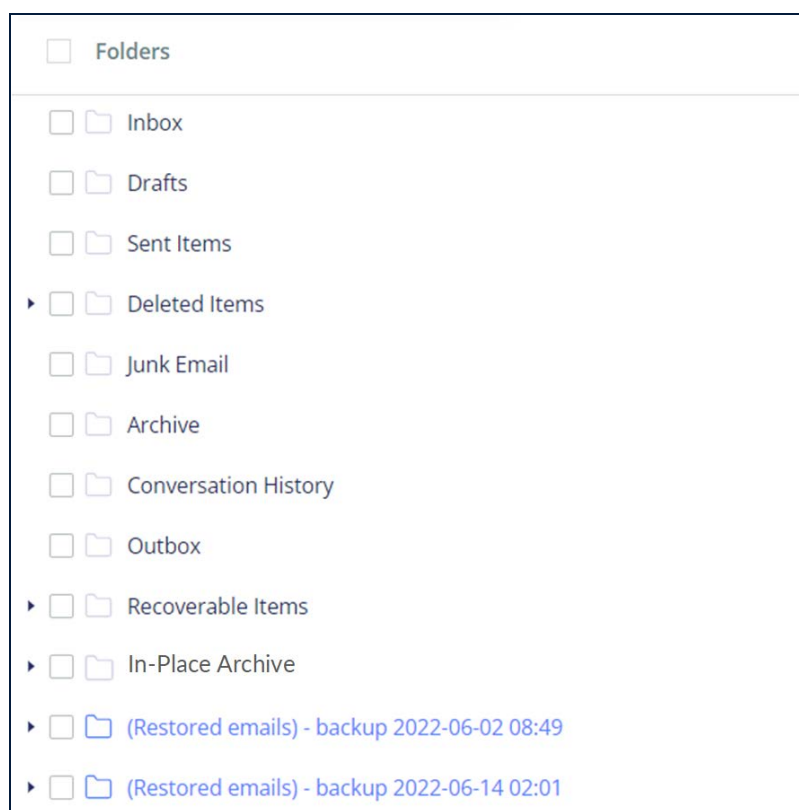 Folders
Inbox
Drafts
Sent Items
Deleted Items
Junk Email
Archive
Conversation History
Outbox
Recoverable Items
In-Place Archive
(Restored emails) - backup 2022-06-02 08:49
(Restored emails) - backup 2022-06-14 02:01